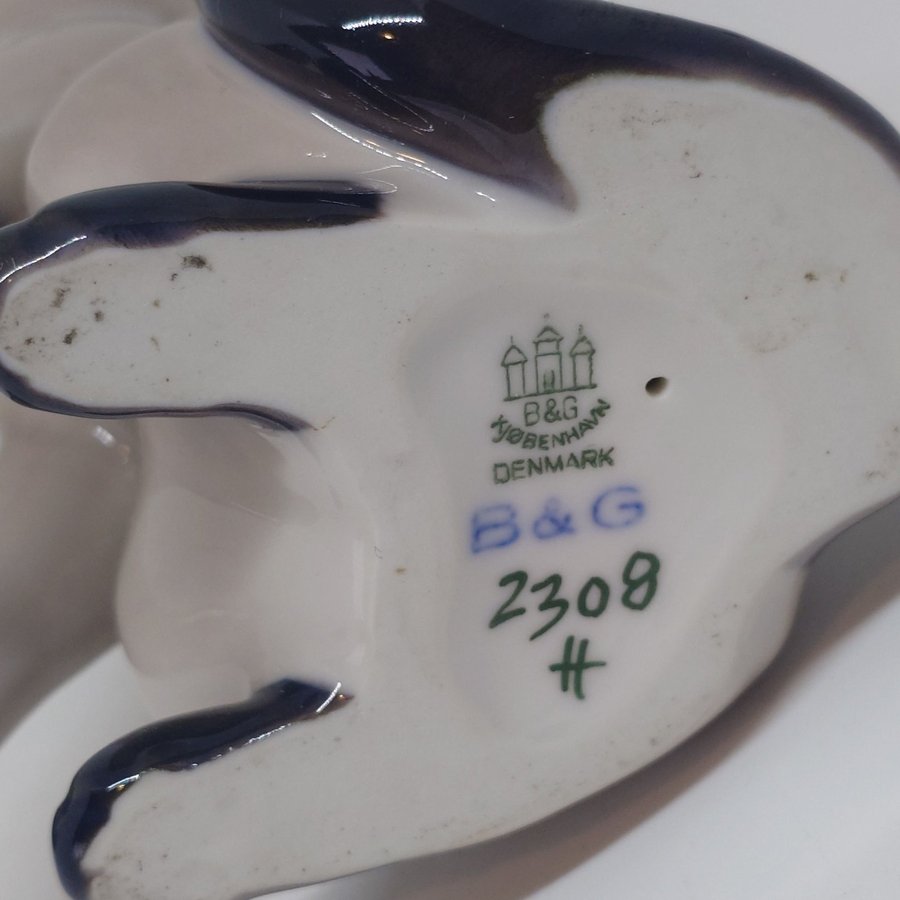 B&G
KJØBENHAVN
DENMARK
B & G
2308
H